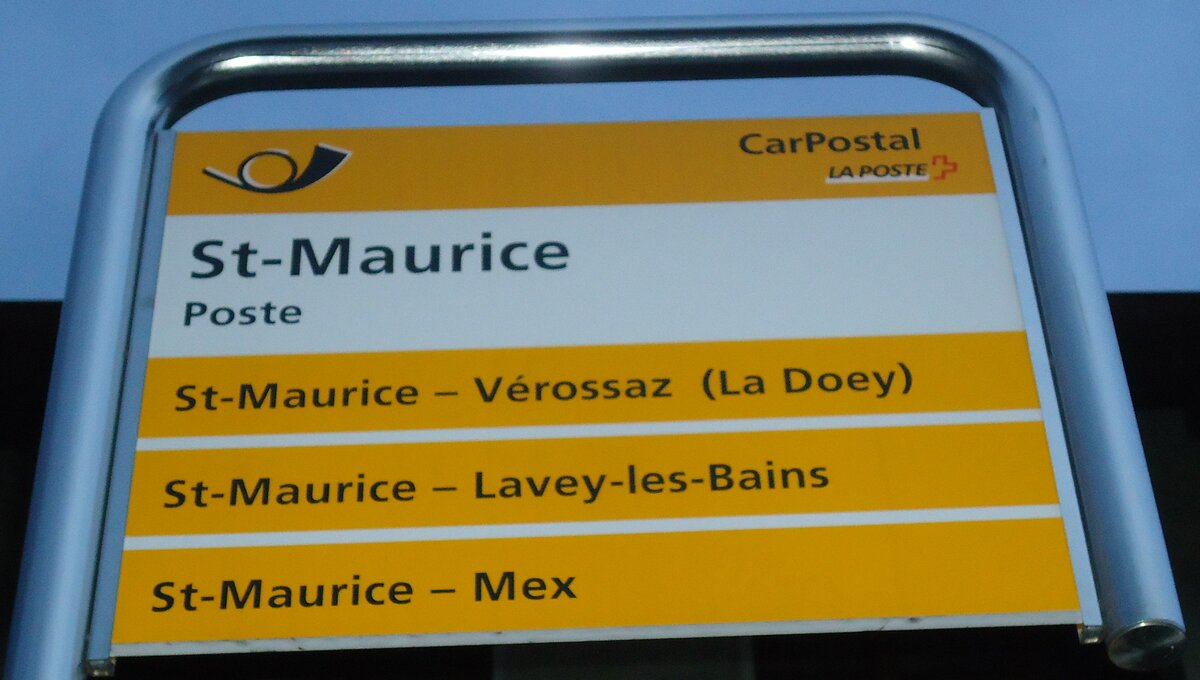 CarPostal
LA POSTE
St-Maurice
Poste
St-Maurice – Vérossaz (La Doey)
St-Maurice – Lavey-les-Bains
St-Maurice – Mex